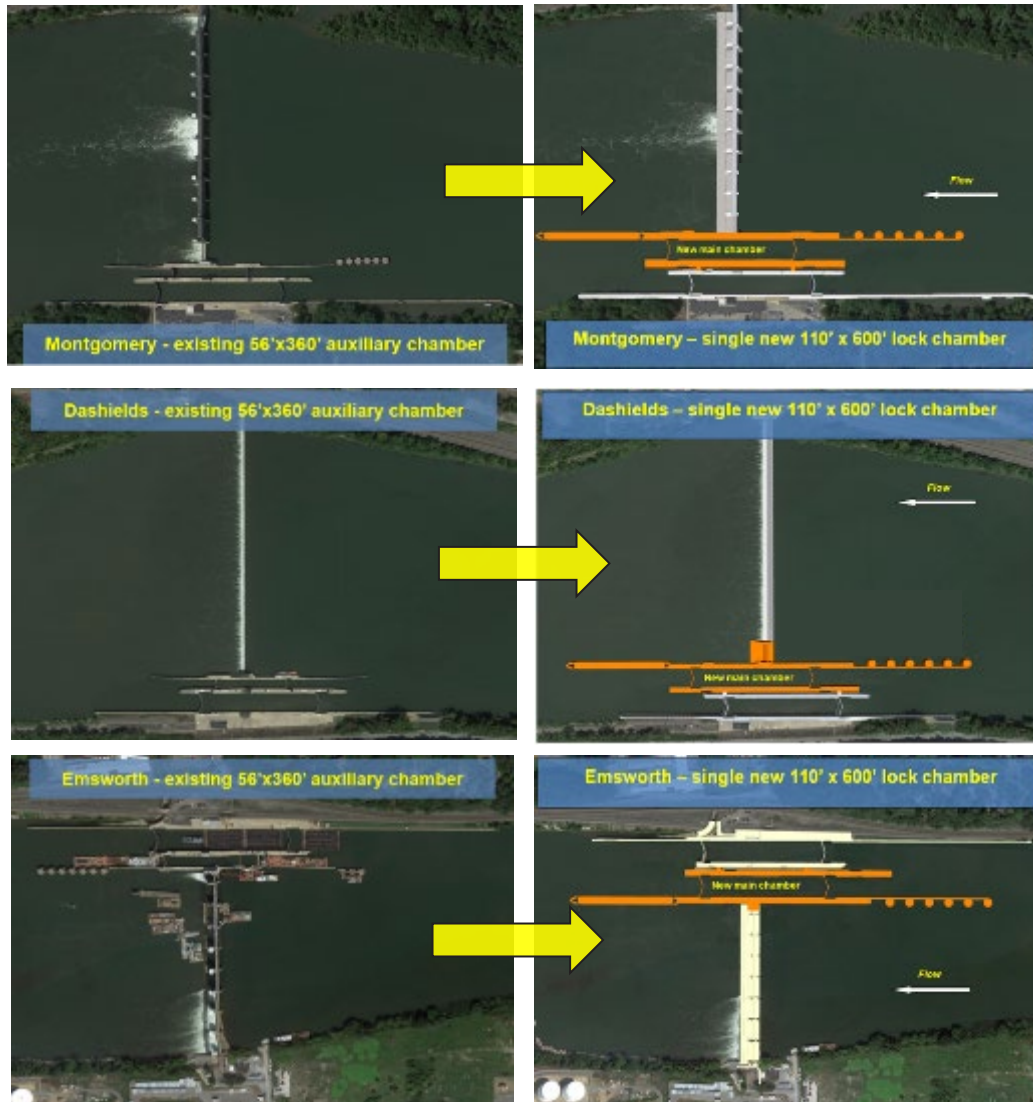 Flow
New main chamber
Montgomery - existing 56'x360' auxiliary chamber
Montgomery – single new 110' x 600' lock chamber
Dashields - existing 56'x360' auxiliary chamber
Dashields – single new 110' x 600' lock chamber
Flow
New main chamber
Emsworth - existing 56'x360' auxiliary chamber
Emsworth – single new 110' x 600' lock chamber
New main chamber
Flow